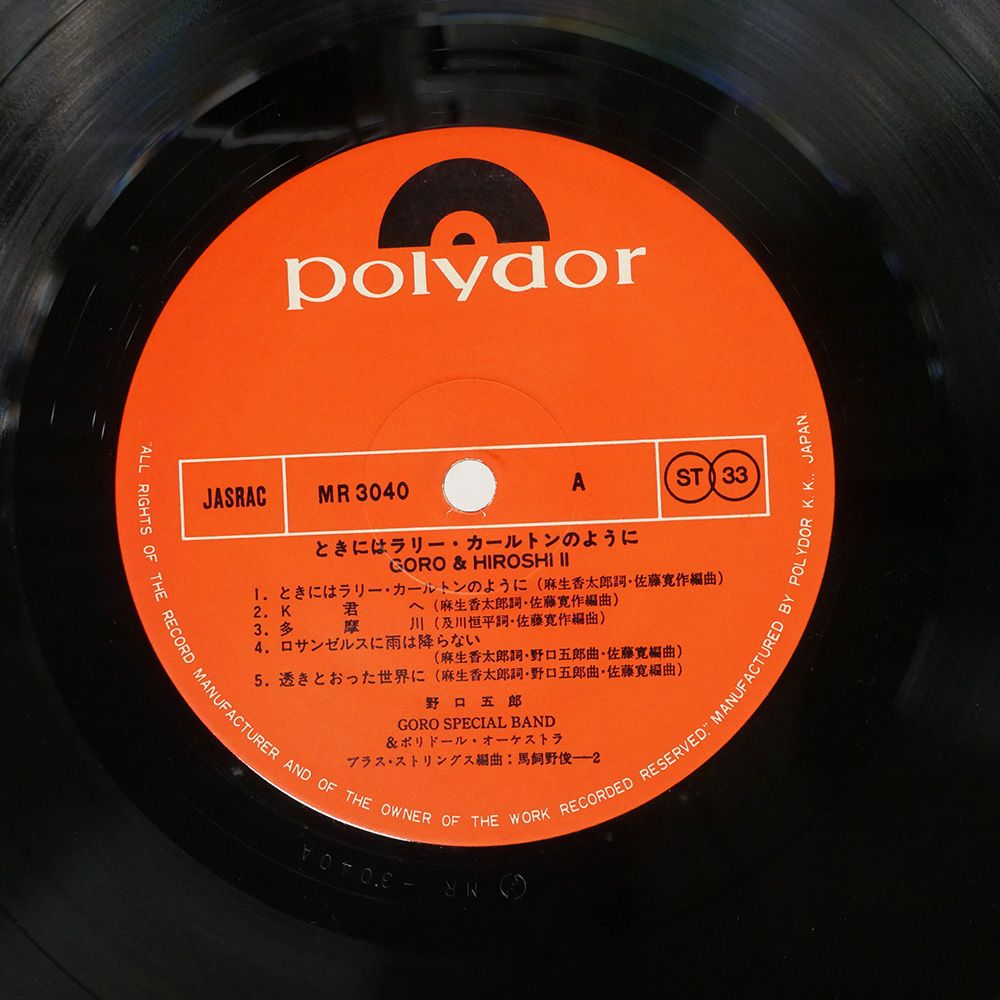 polydor
JASRAC MR 3040 A ST 33
ときにはラリー・カールトンのように
GORO & HIROSHI II
1. ときにはラリー・カールトンのように (麻生香太郎詞・佐藤寛作編曲)
2. K君へ (麻生香太郎詞・佐藤寛作編曲)
3. 多摩川 (及川恒平詞・佐藤寛作編曲)
4. ロサンゼルスに雨は降らない
(麻生香太郎詞・野口五郎曲・佐藤寛編曲)
5. 透きとおった世界に (麻生香太郎詞・野口五郎曲・佐藤寛編曲)
野口五郎
GORO SPECIAL BAND
&ポリドール・オーケストラ
ブラス・ストリングス編曲:馬飼野俊一—2
"ALL RIGHTS OF THE RECORD MANUFACTURER AND OF THE OWNER OF THE WORK RECORDED RESERVED." MANUFACTURED BY POLYDOR K.K., JAPAN
MR-3040A